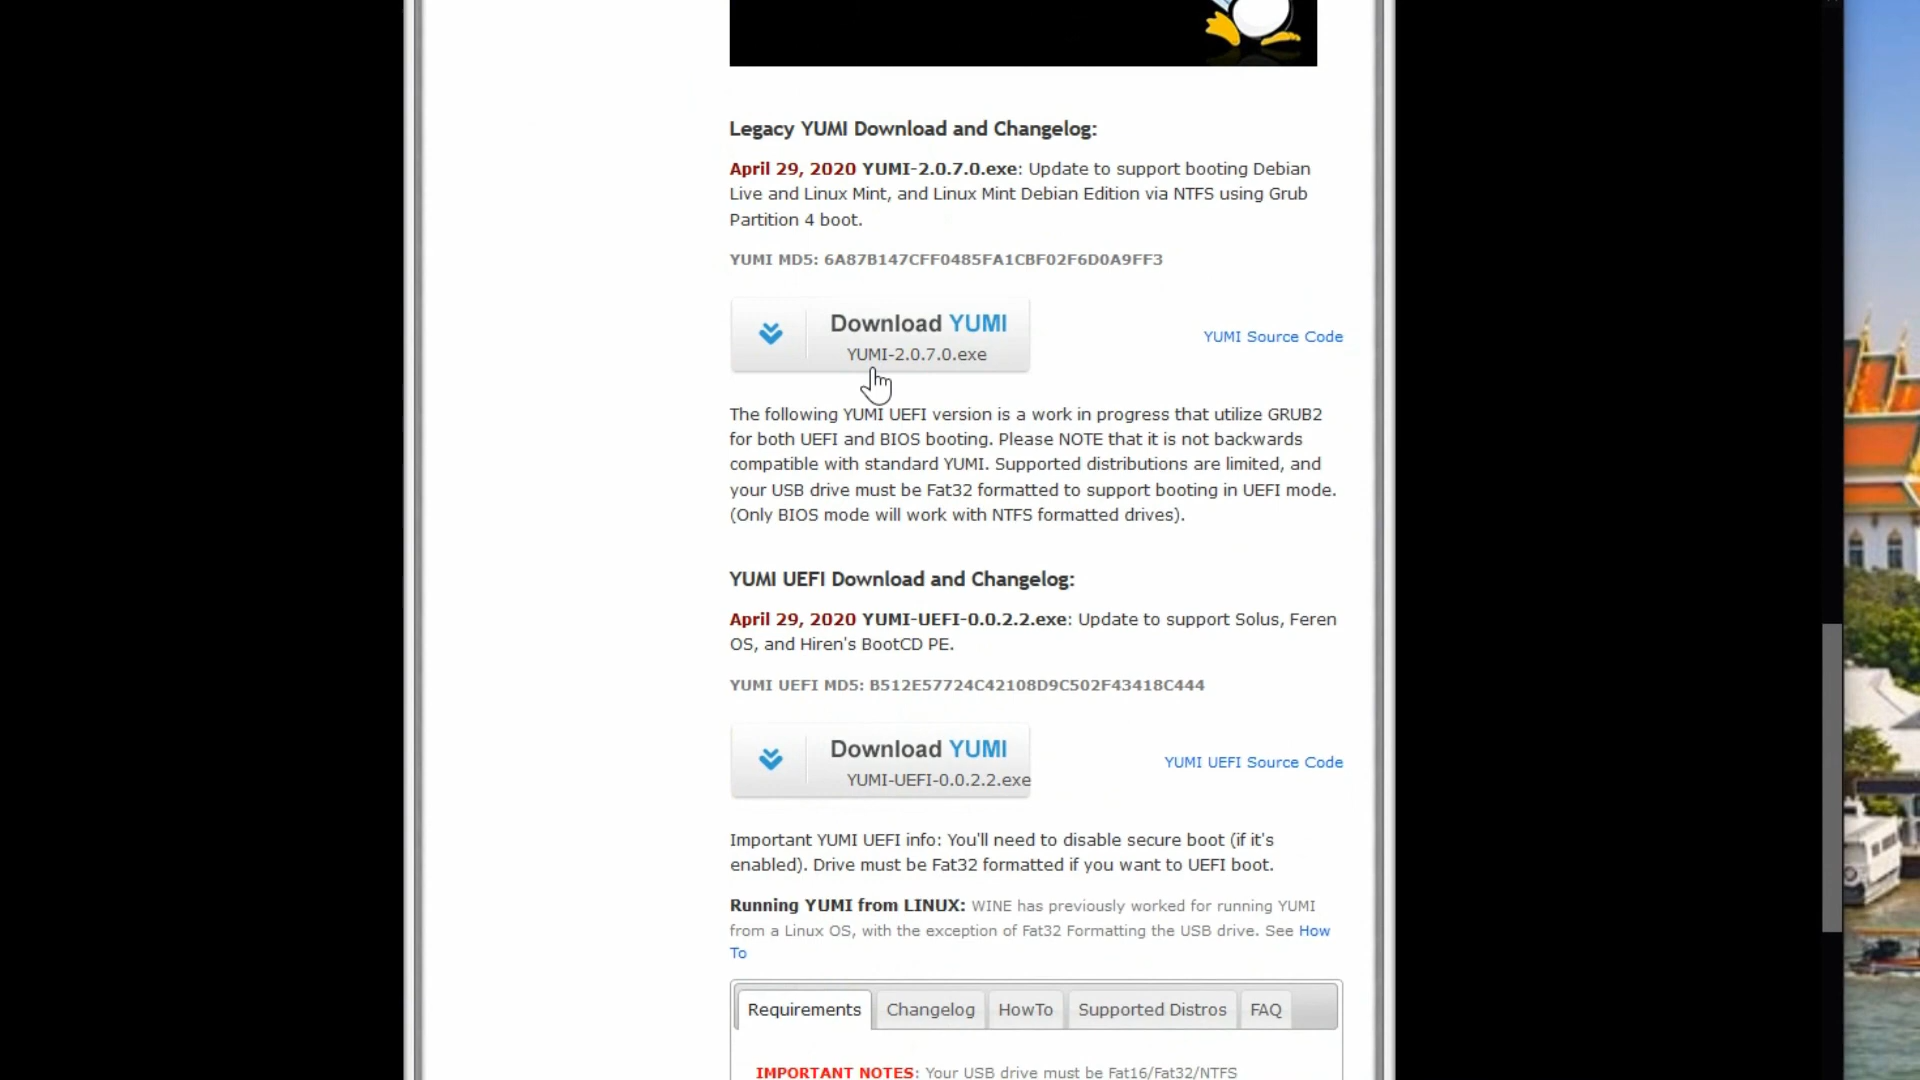 Legacy YUMI Download and Changelog:
April 29, 2020 YUMI-2.0.7.0.exe: Update to support booting Debian
Live and Linux Mint, and Linux Mint Debian Edition via NTFS using Grub
Partition 4 boot.
YUMI MD5: 6A87B147CFF0485FA1CBF02F6D0A9FF3
Download YUMI
YUMI-2.0.7.0.exe
YUMI Source Code
The following YUMI UEFI version is a work in progress that utilize GRUB2
for both UEFI and BIOS booting. Please NOTE that it is not backwards
compatible with standard YUMI. Supported distributions are limited, and
your USB drive must be Fat32 formatted to support booting in UEFI mode.
(Only BIOS mode will work with NTFS formatted drives).
YUMI UEFI Download and Changelog:
April 29, 2020 YUMI-UEFI-0.0.2.2.exe: Update to support Solus, Feren
OS, and Hiren's BootCD PE.
YUMI UEFI MD5: B512E57724C42108D9C502F43418C444
Download YUMI
YUMI-UEFI-0.0.2.2.exe
YUMI UEFI Source Code
Important YUMI UEFI info: You'll need to disable secure boot (if it's
enabled). Drive must be Fat32 formatted if you want to UEFI boot.
Running YUMI from LINUX: WINE has previously worked for running YUMI
from a Linux OS, with the exception of Fat32 Formatting the USB drive. See How
To
Requirements Changelog HowTo Supported Distros FAQ
IMPORTANT NOTES: Your USB drive must be Fat16/Fat32/NTFS